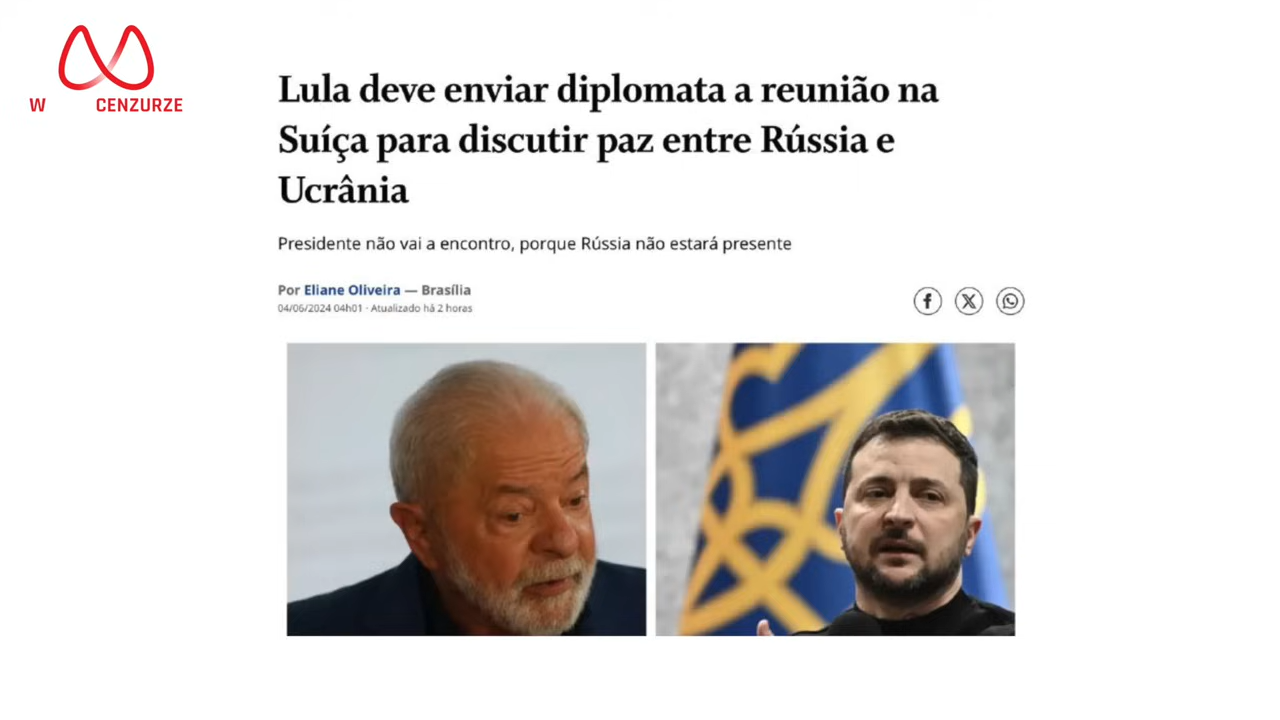 W CENZURZE
Lula deve enviar diplomata a reunião na
Suíça para discutir paz entre Rússia e
Ucrânia
Presidente não vai a encontro, porque Rússia não estará presente
Por Eliane Oliveira — Brasília
04/06/2024 04h01 · Atualizado há 2 horas